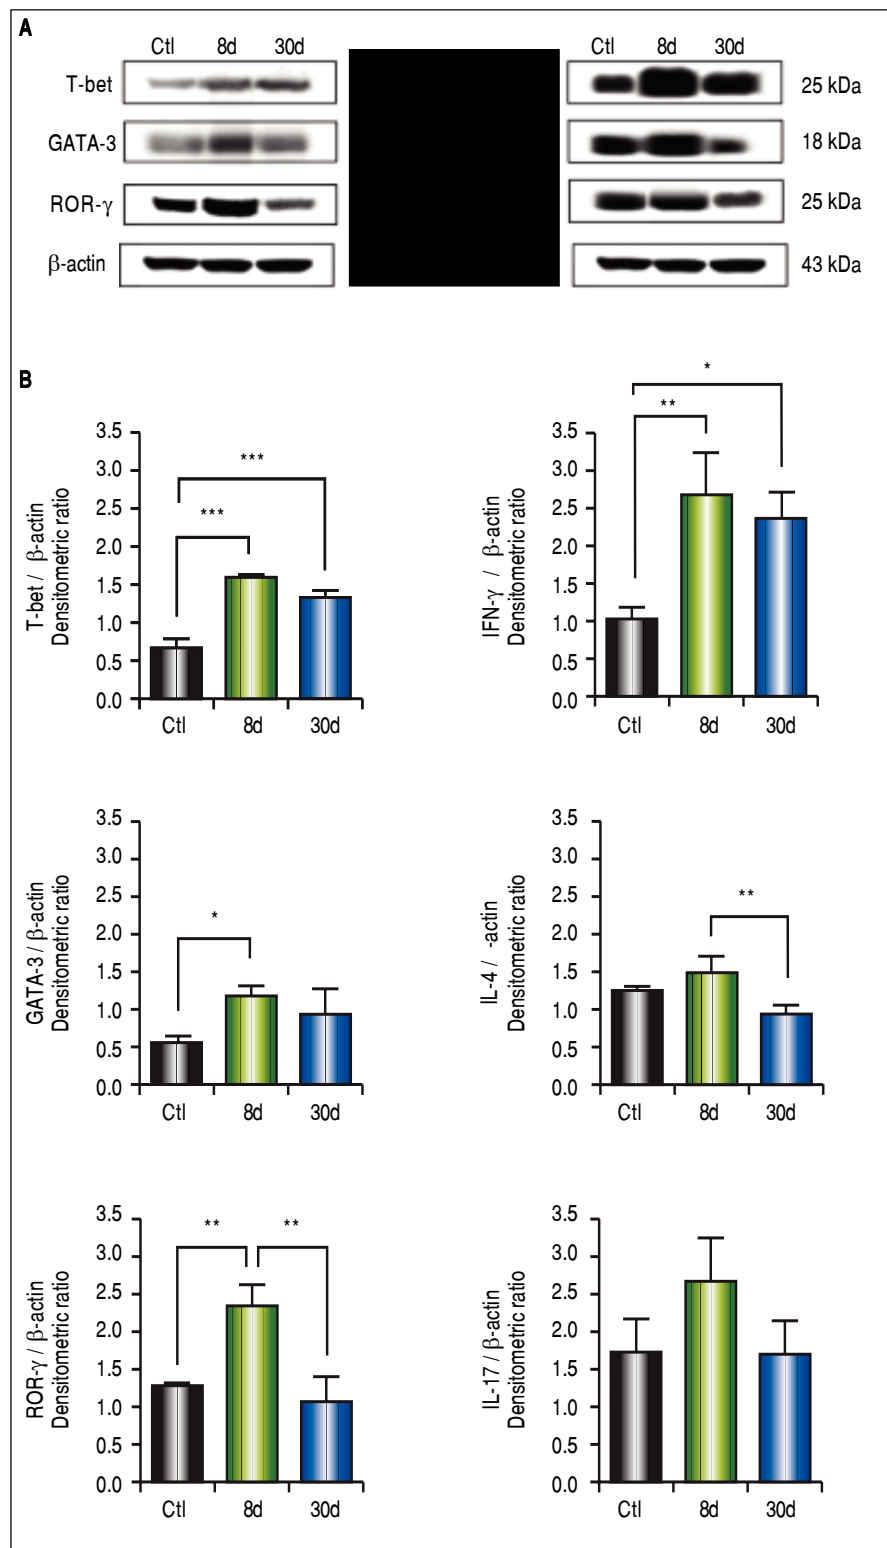 A
Ctl 8d 30d
Ctl 8d 30d
T-bet
25 kDa
GATA-3
18 kDa
ROR-γ
25 kDa
β-actin
43 kDa
B
T-bet / β-actin
Densitometric ratio
3.5
3.0
2.5
2.0
1.5
1.0
0.5
0.0
***
***
Ctl 8d 30d
IFN-γ / β-actin
Densitometric ratio
3.5
3.0
2.5
2.0
1.5
1.0
0.5
0.0
*
**
Ctl 8d 30d
GATA-3 / β-actin
Densitometric ratio
3.5
3.0
2.5
2.0
1.5
1.0
0.5
0.0
*
Ctl 8d 30d
IL-4 / -actin
Densitometric ratio
3.5
3.0
2.5
2.0
1.5
1.0
0.5
0.0
**
Ctl 8d 30d
ROR-γ / β-actin
Densitometric ratio
3.5
3.0
2.5
2.0
1.5
1.0
0.5
0.0
** **
Ctl 8d 30d
IL-17 / β-actin
Densitometric ratio
3.5
3.0
2.5
2.0
1.5
1.0
0.5
0.0
Ctl 8d 30d